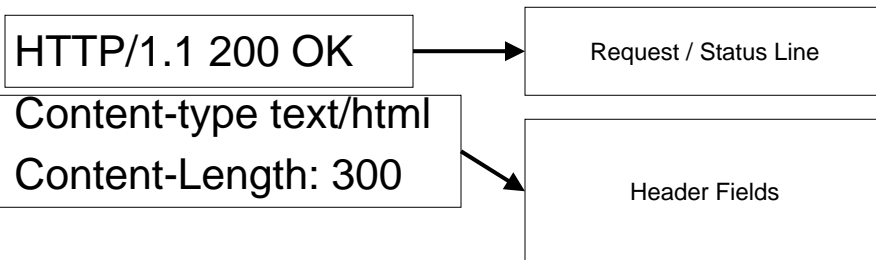 HTTP/1.1 200 OK
Request / Status Line
Content-type text/html
Content-Length: 300
Header Fields